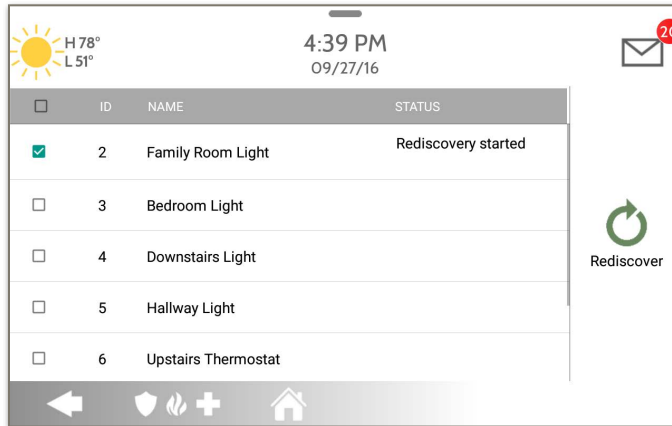 H 78°
L 51°
4:39 PM
09/27/16
ID NAME STATUS
2 Family Room Light Rediscovery started
3 Bedroom Light
4 Downstairs Light
5 Hallway Light
6 Upstairs Thermostat
Rediscover